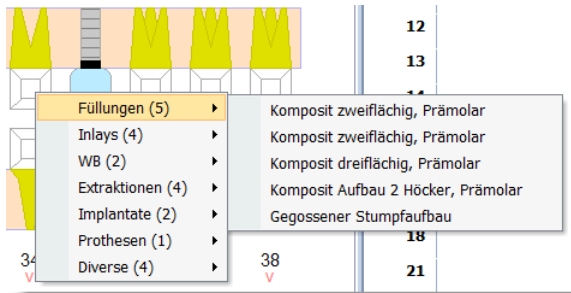 12
13
Füllungen (5)
Inlays (4)
WB (2)
Extraktionen (4)
Implantate (2)
Prothesen (1)
Diverse (4)
Komposit zweiflächig, Prämolar
Komposit zweiflächig, Prämolar
Komposit dreiflächig, Prämolar
Komposit Aufbau 2 Höcker, Prämolar
Gegossener Stumpfaufbau
18
21
34
v
38
v